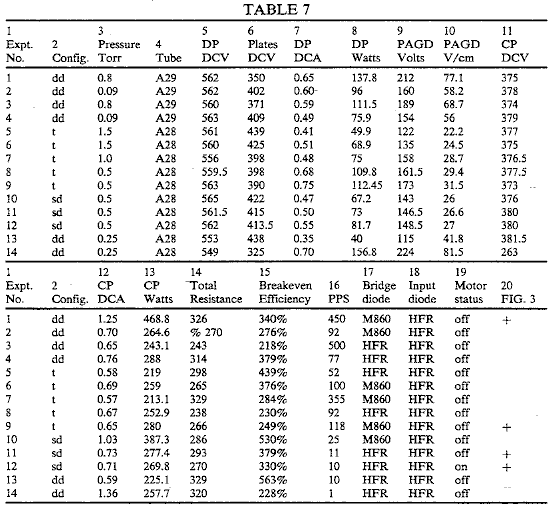 TABLE 7
1 3 5 6 7 8 9 10 11
Expt. 2 Pressure 4 DP Plates DP DP PAGD PAGD CP
No. Config. Torr Tube DCV DCV DCA Watts Volts V/cm DCV
1 dd 0.8 A29 562 350 0.65 137.8 212 77.1 375
2 dd 0.09 A29 562 402 0.60 96 160 58.2 378
3 dd 0.8 A29 560 371 0.59 111.5 189 68.7 374
4 dd 0.09 A29 563 409 0.49 75.9 154 56 379
5 t 1.5 A28 561 439 0.41 49.9 122 22.2 377
6 t 1.5 A28 560 425 0.51 68.9 135 24.5 375
7 t 1.0 A28 556 398 0.48 75 158 28.7 376.5
8 t 0.5 A28 559.5 398 0.68 109.8 161.5 29.4 377.5
9 t 0.5 A28 563 390 0.75 112.45 173 31.5 373
10 sd 0.5 A28 565 422 0.47 67.2 143 26 376
11 sd 0.5 A28 561.5 415 0.50 73 146.5 26.6 380
12 sd 0.5 A28 562 413.5 0.55 81.7 148.5 27 380
13 dd 0.25 A28 553 438 0.35 40 115 41.8 381.5
14 dd 0.25 A28 549 325 0.70 156.8 224 81.5 263
1 12 13 14 15 17 18 19
Expt. 2 CP CP Total Breakeven 16 Bridge Input Motor 20
No. Config. DCA Watts Resistance Efficiency PPS diode diode status FIG. 3
1 dd 1.25 468.8 326 340% 450 M860 HFR off +
2 dd 0.70 264.6 % 270 276% 92 M860 HFR off
3 dd 0.65 243.1 243 218% 500 HFR HFR off
4 dd 0.76 288 314 379% 77 HFR HFR off
5 t 0.58 219 298 439% 52 HFR HFR off
6 t 0.69 259 265 376% 100 M860 HFR off
7 t 0.57 213.1 329 284% 355 M860 HFR off
8 t 0.67 252.9 238 230% 92 M860 HFR off
9 t 0.65 280 266 249% 118 M860 HFR off +
10 sd 1.03 387.3 286 530% 25 M860 HFR off
11 sd 0.73 277.4 293 379% 11 HFR HFR off +
12 sd 0.71 269.8 270 330% 10 HFR HFR on +
13 dd 0.59 225.1 329 563% 10 HFR HFR off
14 dd 1.36 257.7 320 228% 1 HFR HFR off –